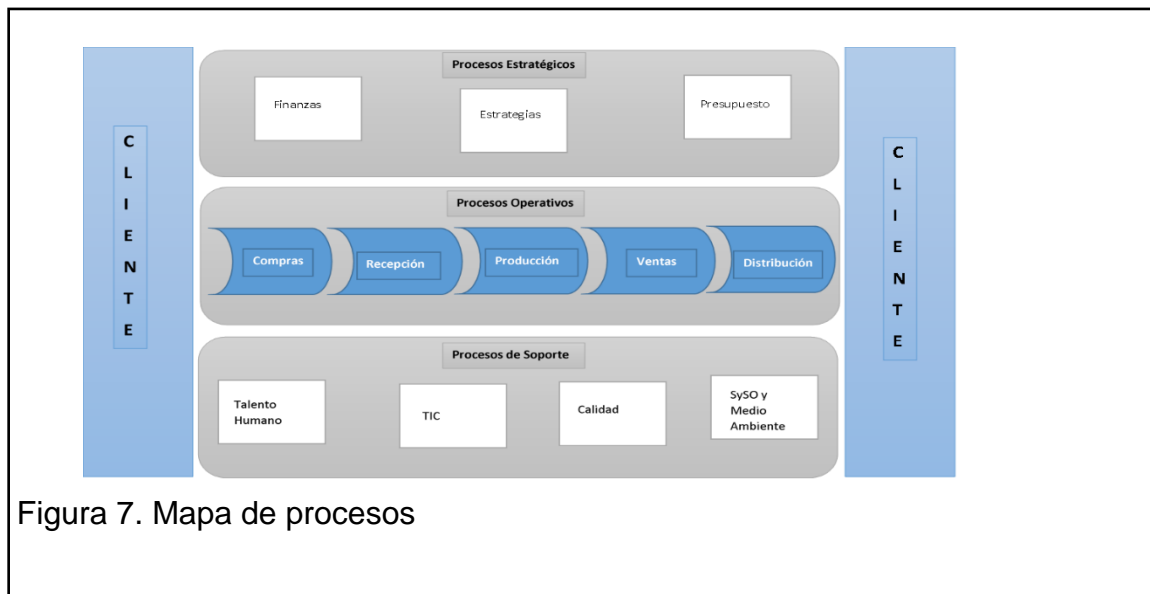 C
L
I
E
N
T
E
Procesos Estratégicos
Finanzas
Estrategias
Presupuesto
Procesos Operativos
Compras
Recepción
Producción
Ventas
Distribución
Procesos de Soporte
Talento
Humano
TIC
Calidad
SySO y
Medio
Ambiente
C
L
I
E
N
T
E
Figura 7. Mapa de procesos